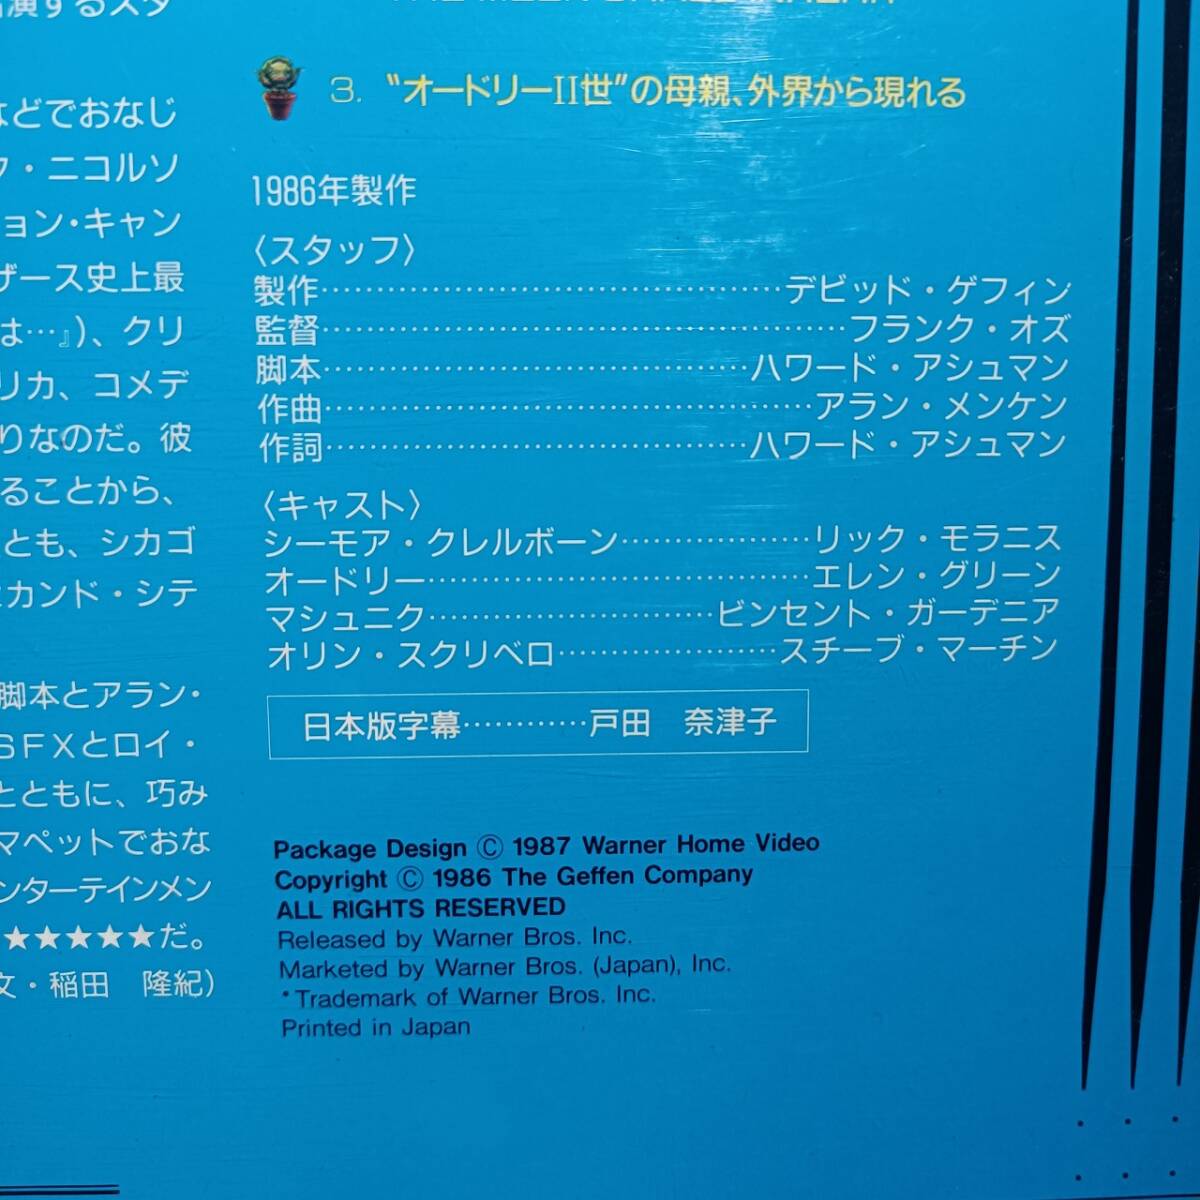 演するスタ
などでおなじ
ク・ニコルソ
ョン・キャン
ザース史上最
は…』)、クリ
リカ、コメデ
りなのだ。彼
ることから、
とも、シカゴ
カンド・シテ
脚本とアラン・
SFXとロイ・
とともに、巧み
マペットでおな
ンターテインメン
★★★★★だ。
文・稲田 隆紀)
3. “オードリーII世”の母親、外界から現れる
1986年製作
〈スタッフ〉
製作……………………………………デビッド・ゲフィン
監督…………………………………………フランク・オズ
脚本…………………………………ハワード・アシュマン
作曲………………………………………アラン・メンケン
作詞…………………………………ハワード・アシュマン
〈キャスト〉
シーモア・クレルボーン………………リック・モラニス
オードリー………………………………エレン・グリーン
マシュニク………………………ビンセント・ガーデニア
オリン・スクリベロ…………………スチーブ・マーチン
日本版字幕…………戸田 奈津子
Package Design Ⓒ 1987 Warner Home Video
Copyright Ⓒ 1986 The Geffen Company
ALL RIGHTS RESERVED
Released by Warner Bros. Inc.
Marketed by Warner Bros. (Japan), Inc.
*Trademark of Warner Bros. Inc.
Printed in Japan